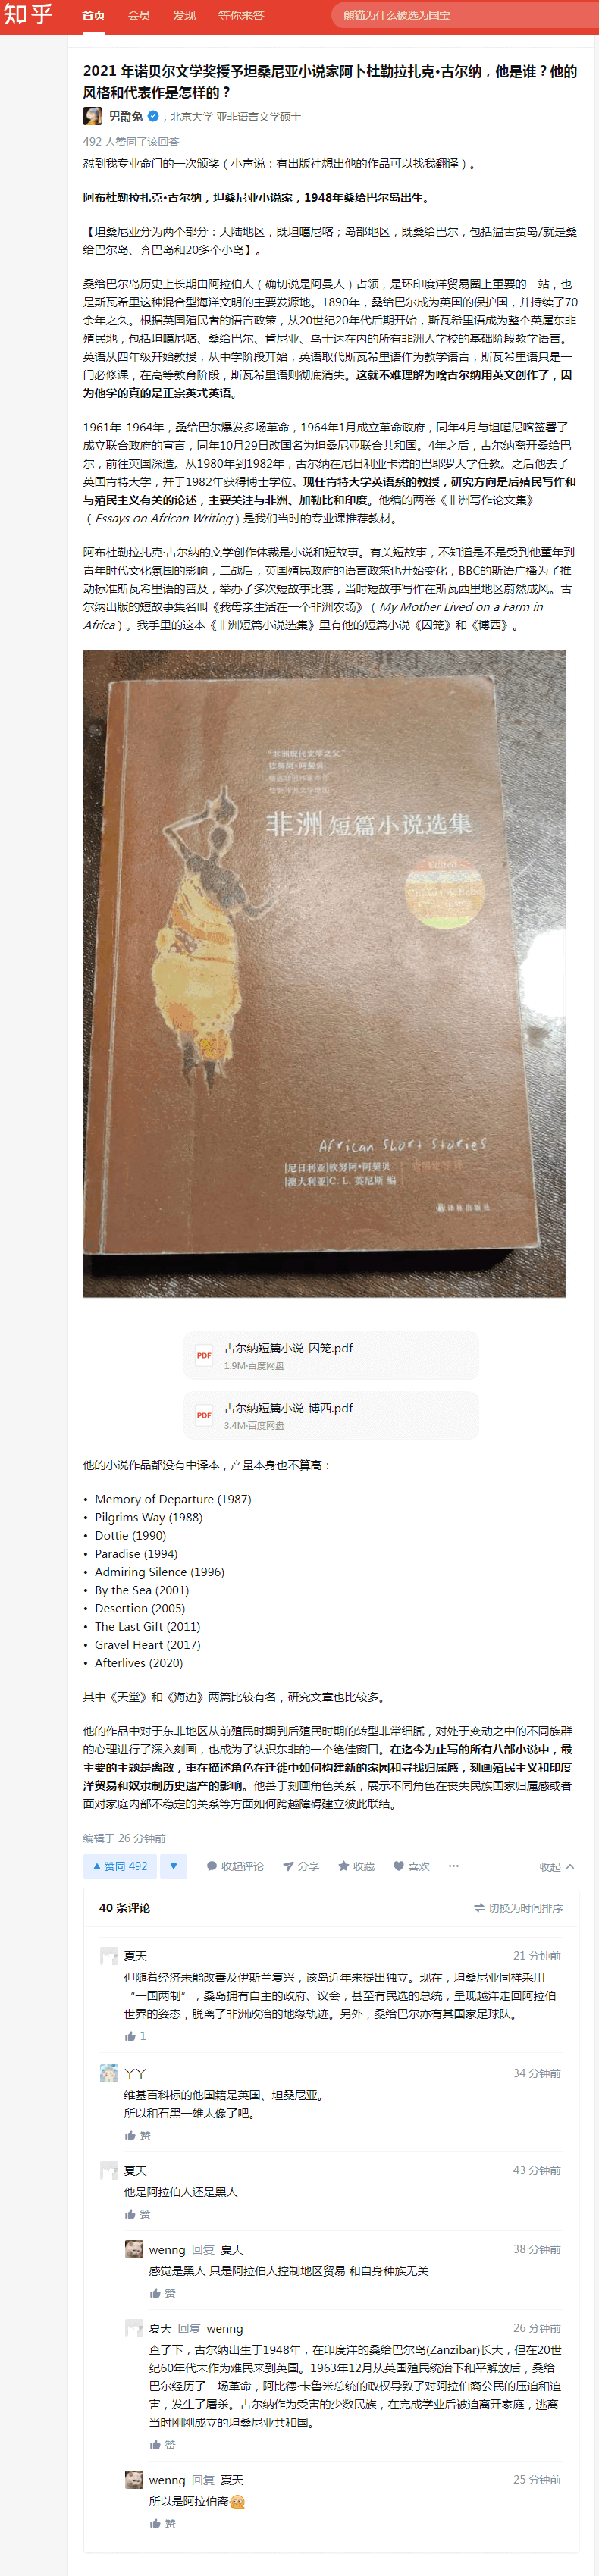 知乎 首页 会员 发现 等你来答 熊猫为什么被选为国宝
2021 年诺贝尔文学奖授予坦桑尼亚小说家阿卜杜勒拉扎克·古尔纳，他是谁？他的
风格和代表作是怎样的？
男爵兔 ，北京大学 亚非语言文学硕士
492 人赞同了该回答
怼到我专业命门的一次颁奖（小声说：有出版社想出他的作品可以找我翻译）。
阿布杜勒拉扎克·古尔纳，坦桑尼亚小说家，1948年桑给巴尔岛出生。
【坦桑尼亚分为两个部分：大陆地区，既坦噶尼喀；岛部地区，既桑给巴尔，包括温古贾岛/就是桑
给巴尔岛、奔巴岛和20多个小岛】。
桑给巴尔岛历史上长期由阿拉伯人（确切说是阿曼人）占领，是环印度洋贸易圈上重要的一站，也
是斯瓦希里这种混合型海洋文明的主要发源地。1890年，桑给巴尔成为英国的保护国，并持续了70
余年之久。根据英国殖民者的语言政策，从20世纪20年代后期开始，斯瓦希里语成为整个英属东非
殖民地，包括坦噶尼喀、桑给巴尔、肯尼亚、乌干达在内的所有非洲人学校的基础阶段教学语言。
英语从四年级开始教授，从中学阶段开始，英语取代斯瓦希里语作为教学语言，斯瓦希里语只是一
门必修课，在高等教育阶段，斯瓦希里语则彻底消失。这就不难理解为啥古尔纳用英文创作了，因
为他学的真的是正宗英式英语。
1961年-1964年，桑给巴尔爆发多场革命，1964年1月成立革命政府，同年4月与坦噶尼喀签署了
成立联合政府的宣言，同年10月29日改国名为坦桑尼亚联合共和国。4年之后，古尔纳离开桑给巴
尔，前往英国深造。从1980年到1982年，古尔纳在尼日利亚卡诺的巴耶罗大学任教。之后他去了
英国肯特大学，并于1982年获得博士学位。现任肯特大学英语系的教授，研究方向是后殖民写作和
与殖民主义有关的论述，主要关注与非洲、加勒比和印度。他编的两卷《非洲写作论文集》
（Essays on African Writing）是我们当时的专业课推荐教材。
阿布杜勒拉扎克·古尔纳的文学创作体裁是小说和短故事。有关短故事，不知道是不是受到他童年到
青年时代文化氛围的影响，二战后，英国殖民政府的语言政策也开始变化，BBC的斯语广播为了推
动标准斯瓦希里语的普及，举办了多次短故事比赛，当时短故事写作在斯瓦西里地区蔚然成风。古
尔纳出版的短故事集名叫《我母亲生活在一个非洲农场》（My Mother Lived on a Farm in
Africa）。我手里的这本《非洲短篇小说选集》里有他的短篇小说《囚笼》和《博西》。
“非洲现代文学之父”
钦努阿·阿契贝
非洲短篇小说选集
African Short Stories
[尼日利亚]钦努阿·阿契贝
[澳大利亚]C. L. 英尼斯 编
译林出版社
PDF 古尔纳短篇小说-囚笼.pdf
1.9M·百度网盘
PDF 古尔纳短篇小说-博西.pdf
3.4M·百度网盘
他的小说作品都没有中译本，产量本身也不算高：
• Memory of Departure (1987)
• Pilgrims Way (1988)
• Dottie (1990)
• Paradise (1994)
• Admiring Silence (1996)
• By the Sea (2001)
• Desertion (2005)
• The Last Gift (2011)
• Gravel Heart (2017)
• Afterlives (2020)
其中《天堂》和《海边》两篇比较有名，研究文章也比较多。
他的作品中对于东非地区从前殖民时期到后殖民时期的转型非常细腻，对处于变动之中的不同族群
的心理进行了深入刻画，也成为了认识东非的一个绝佳窗口。在迄今为止写的所有八部小说中，最
主要的主题是离散，重在描述角色在迁徙中如何构建新的家园和寻找归属感，刻画殖民主义和印度
洋贸易和奴隶制历史遗产的影响。他善于刻画角色关系，展示不同角色在丧失民族国家归属感或者
面对家庭内部不稳定的关系等方面如何跨越障碍建立彼此联结。
编辑于 26 分钟前
赞同 492 收起评论 分享 收藏 喜欢 ··· 收起
40 条评论 切换为时间排序
夏天 21 分钟前
但随着经济未能改善及伊斯兰复兴，该岛近年来提出独立。现在，坦桑尼亚同样采用
“一国两制”，桑岛拥有自主的政府、议会，甚至有民选的总统，呈现越洋走回阿拉伯
世界的姿态，脱离了非洲政治的地缘轨迹。另外，桑给巴尔亦有其国家足球队。
1
丫丫 34 分钟前
维基百科标的他国籍是英国、坦桑尼亚。
所以和石黑一雄太像了吧。
赞
夏天 43 分钟前
他是阿拉伯人还是黑人
赞
wenng 回复 夏天 38 分钟前
感觉是黑人 只是阿拉伯人控制地区贸易 和自身种族无关
赞
夏天 回复 wenng 26 分钟前
查了下，古尔纳出生于1948年，在印度洋的桑给巴尔岛(Zanzibar)长大，但在20世
纪60年代末作为难民来到英国。1963年12月从英国殖民统治下和平解放后，桑给
巴尔经历了一场革命，阿比德·卡鲁米总统的政权导致了对阿拉伯裔公民的压迫和迫
害，发生了屠杀。古尔纳作为受害的少数民族，在完成学业后被迫离开家庭，逃离
当时刚刚成立的坦桑尼亚共和国。
赞
wenng 回复 夏天 25 分钟前
所以是阿拉伯裔
赞